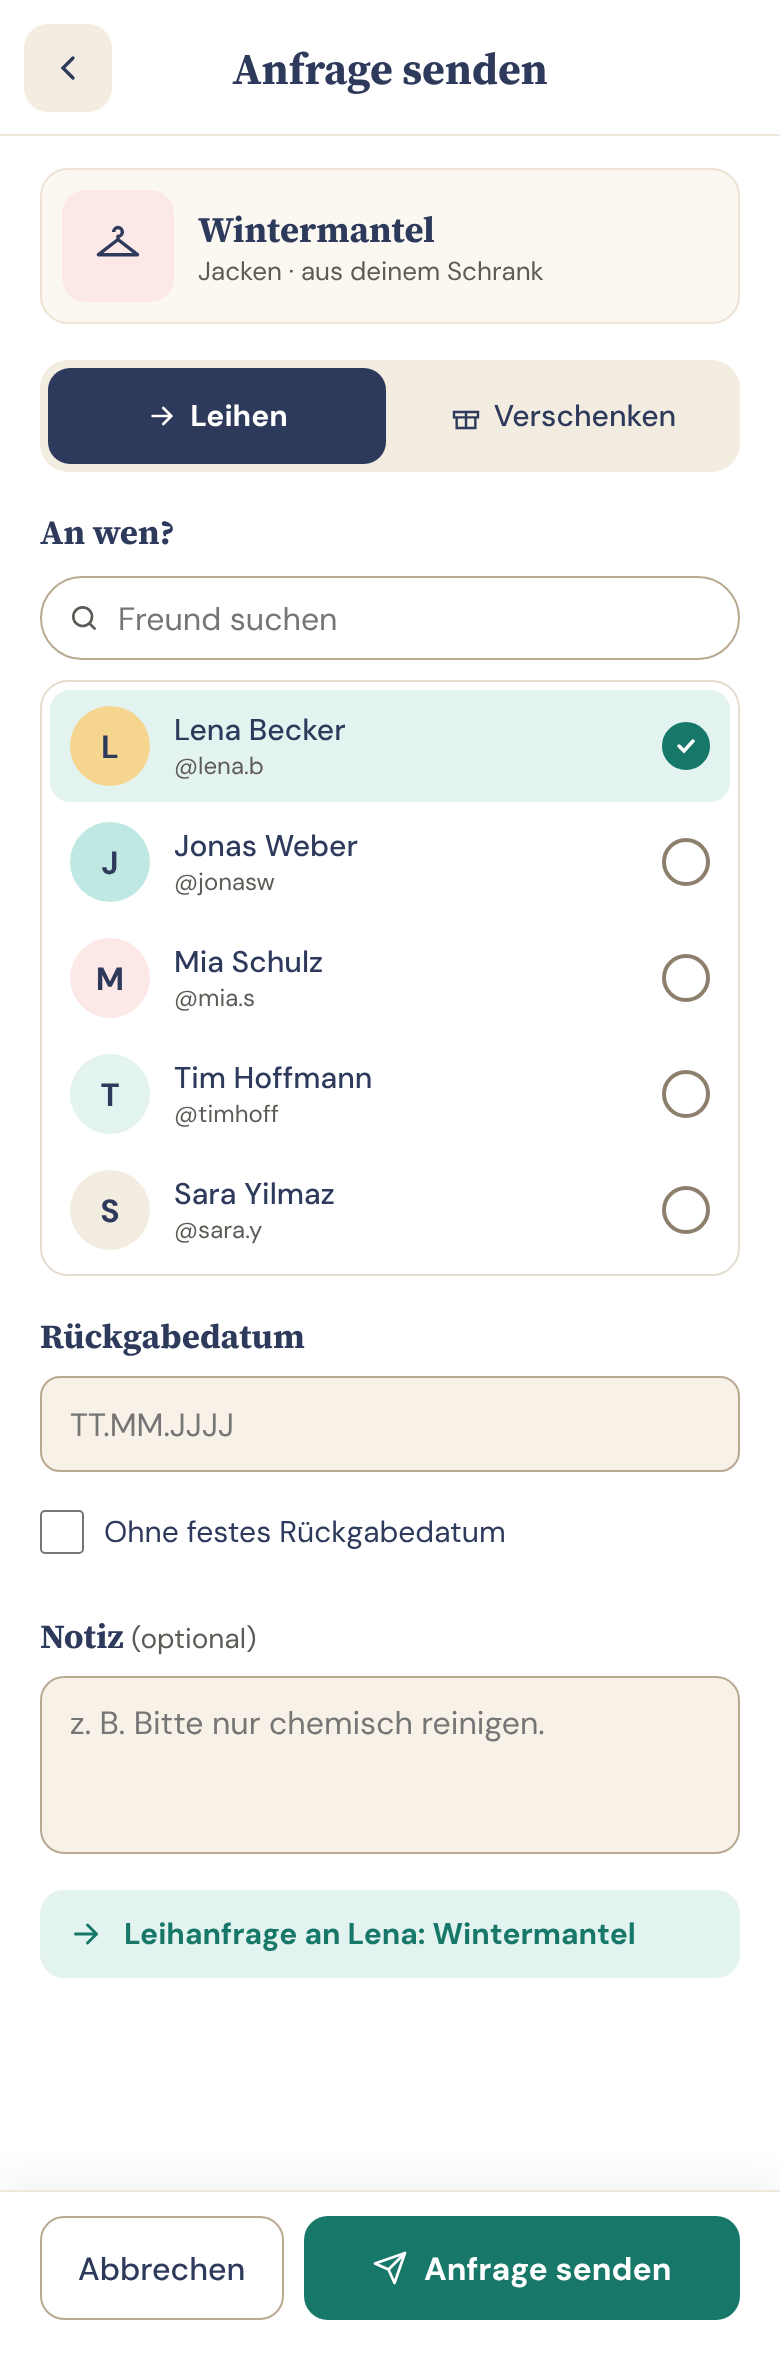 Anfrage senden
Wintermantel
Jacken · aus deinem Schrank
Leihen
Verschenken
An wen?
Freund suchen
L
Lena Becker
@lena.b
J
Jonas Weber
@jonasw
M
Mia Schulz
@mia.s
T
Tim Hoffmann
@timhoff
S
Sara Yilmaz
@sara.y
Rückgabedatum
TT.MM.JJJJ
Ohne festes Rückgabedatum
Notiz (optional)
z. B. Bitte nur chemisch reinigen.
Leihanfrage an Lena: Wintermantel
Abbrechen
Anfrage senden